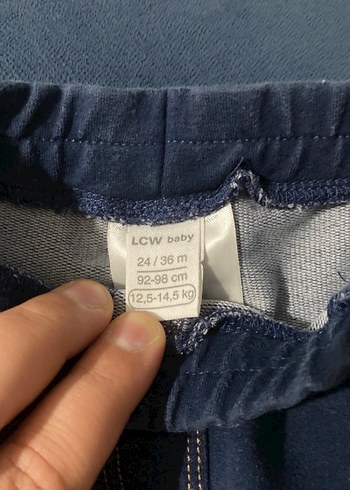 LCW baby
24 / 36 m
92-98 cm
12,5-14,5 kg